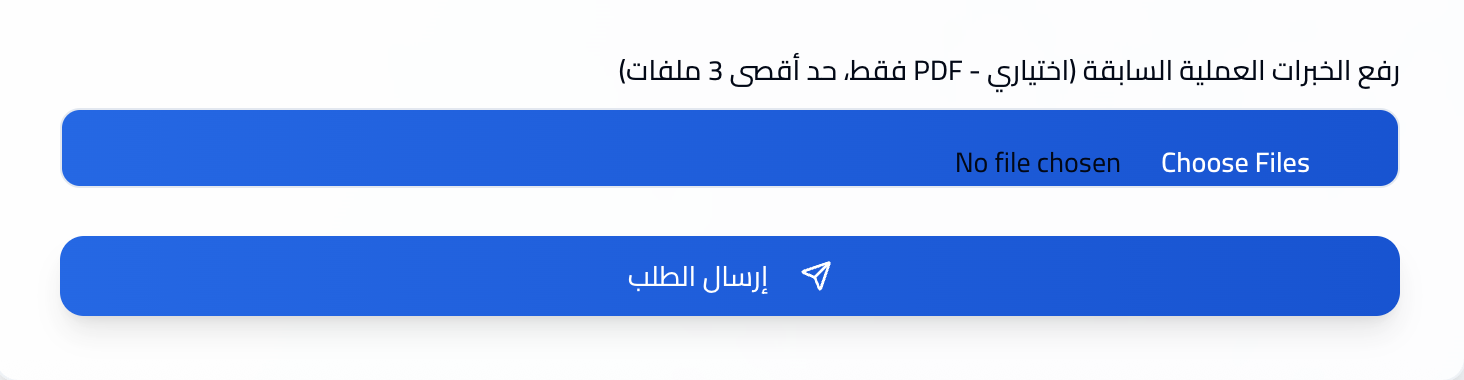 رفع الخبرات العملية السابقة (اختياري - PDF فقط، حد أقصى 3 ملفات)
Choose Files No file chosen
إرسال الطلب